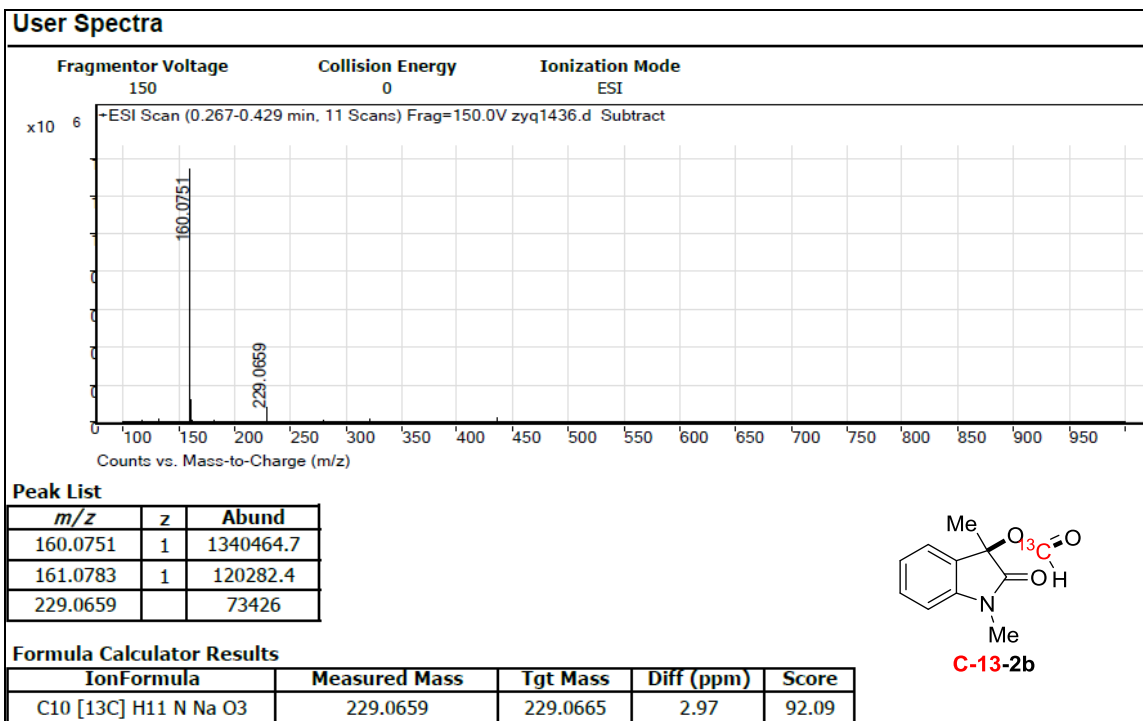 User Spectra
Fragmentor Voltage Collision Energy Ionization Mode
150 0 ESI
x10 6 +ESI Scan (0.267-0.429 min, 11 Scans) Frag=150.0V zyq1436.d Subtract
160.0751
229.0659
0 100 150 200 250 300 350 400 450 500 550 600 650 700 750 800 850 900 950
Counts vs. Mass-to-Charge (m/z)
Peak List
m/z z Abund
160.0751 1 1340464.7
161.0783 1 120282.4
229.0659 73426
Me
O 13C O
O H
N
Me
C-13-2b
Formula Calculator Results
IonFormula Measured Mass Tgt Mass Diff (ppm) Score
C10 [13C] H11 N Na O3 229.0659 229.0665 2.97 92.09